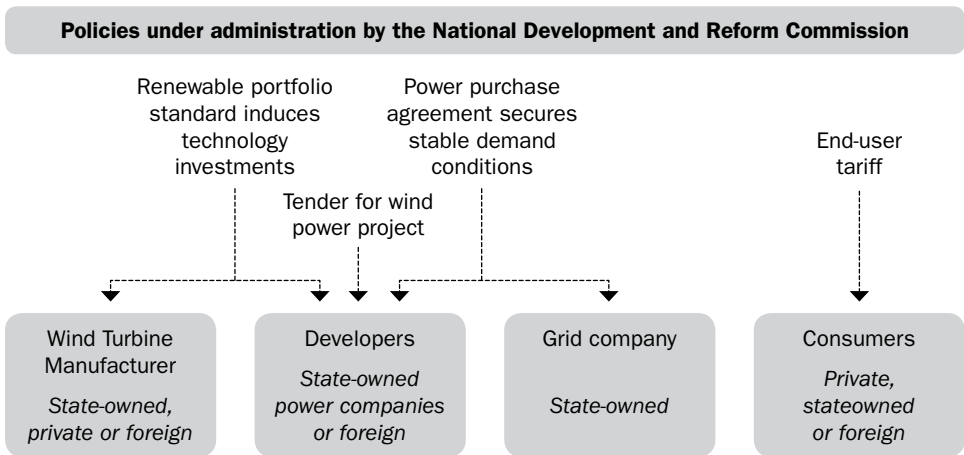 Policies under administration by the National Development and Reform Commission
Renewable portfolio
standard induces
technology
investments
Power purchase
agreement secures
stable demand
conditions
End-user
tariff
Tender for wind
power project
Wind Turbine
Manufacturer
State-owned,
private or foreign
Developers
State-owned
power companies
or foreign
Grid company
State-owned
Consumers
Private,
stateowned
or foreign